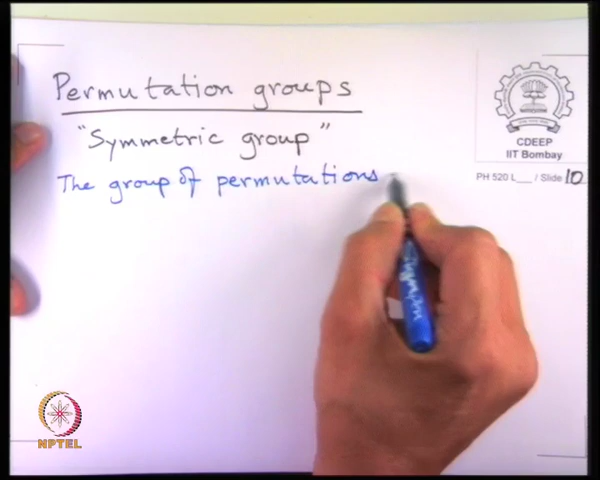 Permutation groups
"Symmetric group"
The group of permutations
CDEEP
IIT Bombay
PH 520 L___ / Slide 10
NPTEL